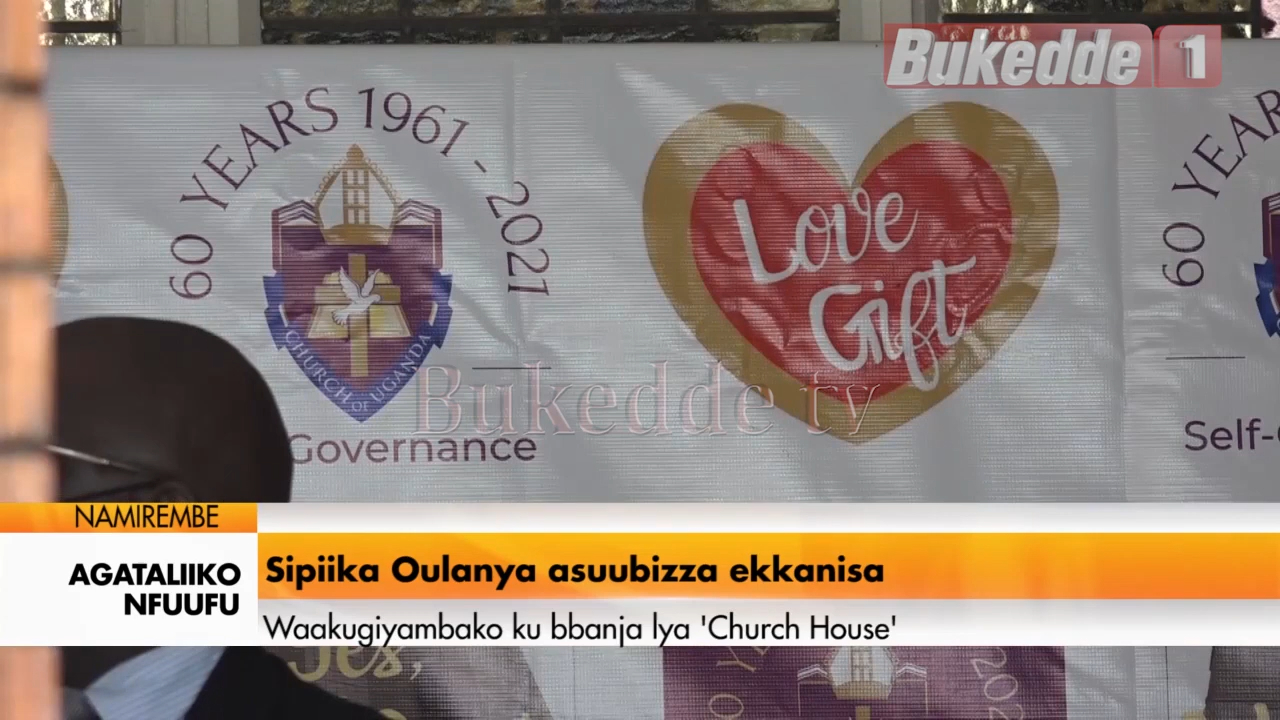 Bukedde 1
60 YEARS 1961 - 2021
CHURCH OF UGANDA
Governance
Love
Gift
60 YEARS
Self-
Bukedde tv
NAMIREMBE
AGATALIIKO
NFUUFU
Sipiika Oulanya asuubizza ekkanisa
Waakugiyambako ku bbanja lya 'Church House'
Yes,